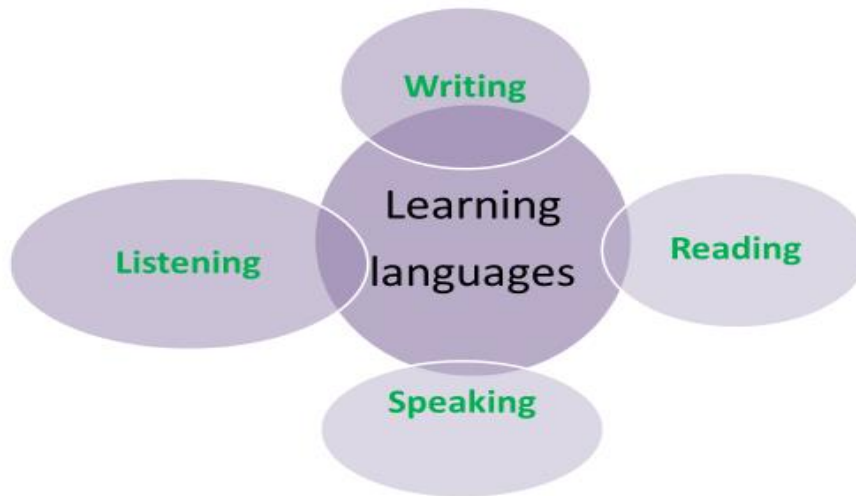 Writing
Learning
languages
Listening
Reading
Speaking